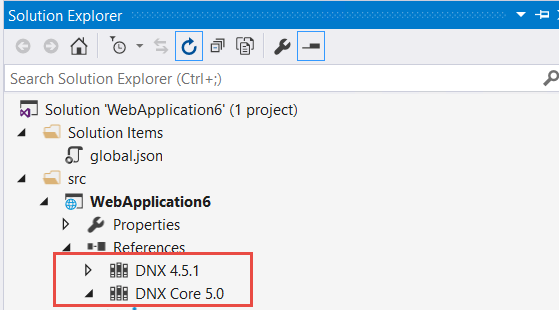 Solution Explorer
Search Solution Explorer (Ctrl+;)
Solution 'WebApplication6' (1 project)
Solution Items
global.json
src
WebApplication6
Properties
References
DNX 4.5.1
DNX Core 5.0